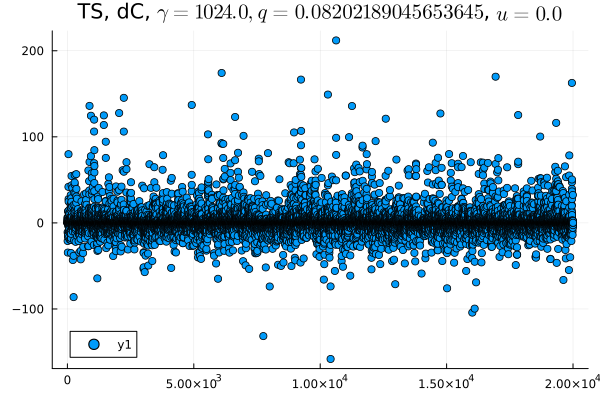 TS, dC, γ = 1024.0, q = 0.08202189045653645, u = 0.0
200
100
0
−100
y1
0 5.00×10³ 1.00×10⁴ 1.50×10⁴ 2.00×10⁴